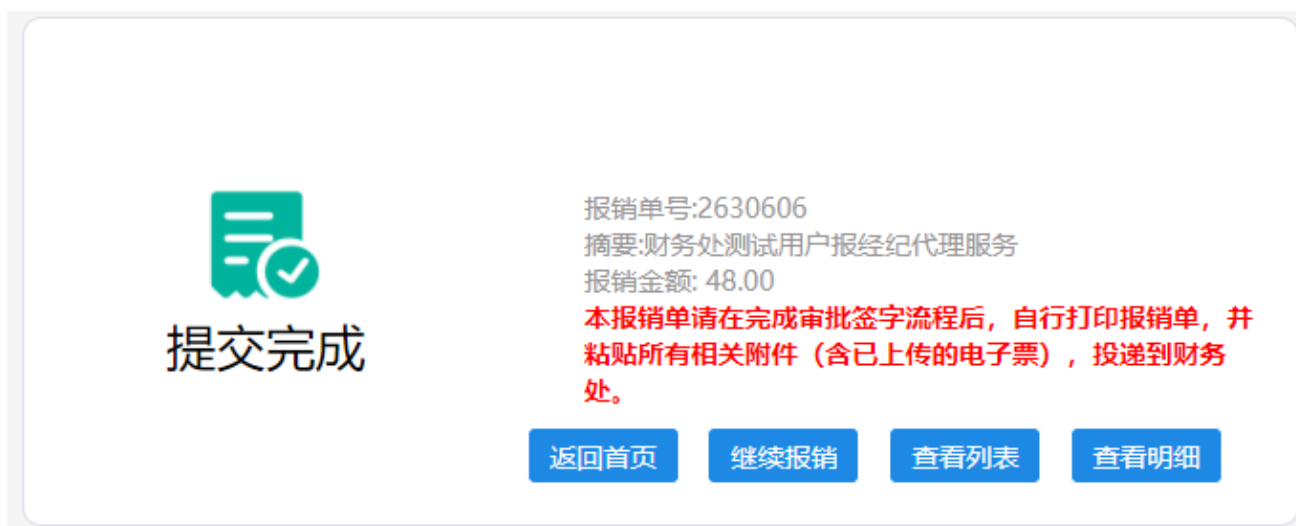 报销单号:2630606
摘要:财务处测试用户报经纪代理服务
报销金额: 48.00
本报销单请在完成审批签字流程后，自行打印报销单，并
粘贴所有相关附件（含已上传的电子票），投递到财务
处。
提交完成
返回首页 继续报销 查看列表 查看明细